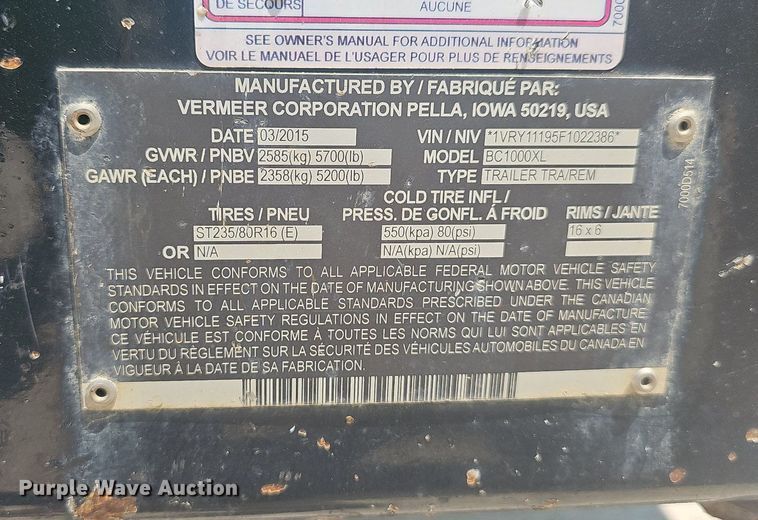 DE SECOURS
AUCUNE
SEE OWNER'S MANUAL FOR ADDITIONAL INFORMATION
VOIR LE MANUAEL DE L'USAGER POUR PLUS DE RENSEIGNEMENTS
MANUFACTURED BY / FABRIQUÉ PAR:
VERMEER CORPORATION PELLA, IOWA 50219, USA
DATE 03/2015 VIN / NIV *1VRY11195F1022386*
GVWR / PNBV 2585(kg) 5700(lb) MODEL BC1000XL
GAWR (EACH) / PNBE 2358(kg) 5200(lb) TYPE TRAILER TRA/REM
COLD TIRE INFL /
TIRES / PNEU PRESS. DE GONFL. Á FROID RIMS / JANTE
ST235/80R16 (E) 550(kpa) 80(psi) 16 x 6
OR N/A N/A(kpa) N/A(psi)
THIS VEHICLE CONFORMS TO ALL APPLICABLE FEDERAL MOTOR VEHICLE SAFETY
STANDARDS IN EFFECT ON THE DATE OF MANUFACTURING SHOWN ABOVE. THIS VEHICLE
CONFORMS TO ALL APPLICABLE STANDARDS PRESCRIBED UNDER THE CANADIAN
MOTOR VEHICLE SAFETY REGULATIONS IN EFFECT ON THE DATE OF MANUFACTURE.
CE VÉHICULE EST CONFORME À TOUTES LES NORMS QUI LUI SONT APPLICABLES EN
VERTU DU RÈGLEMENT SUR LA SÉCURITÉ DES VÉHICULES AUTOMOBILES DU CANADA EN
VIGUEUR À LA DATE DE SA FABRICATION.
7000D514
Purple Wave Auction